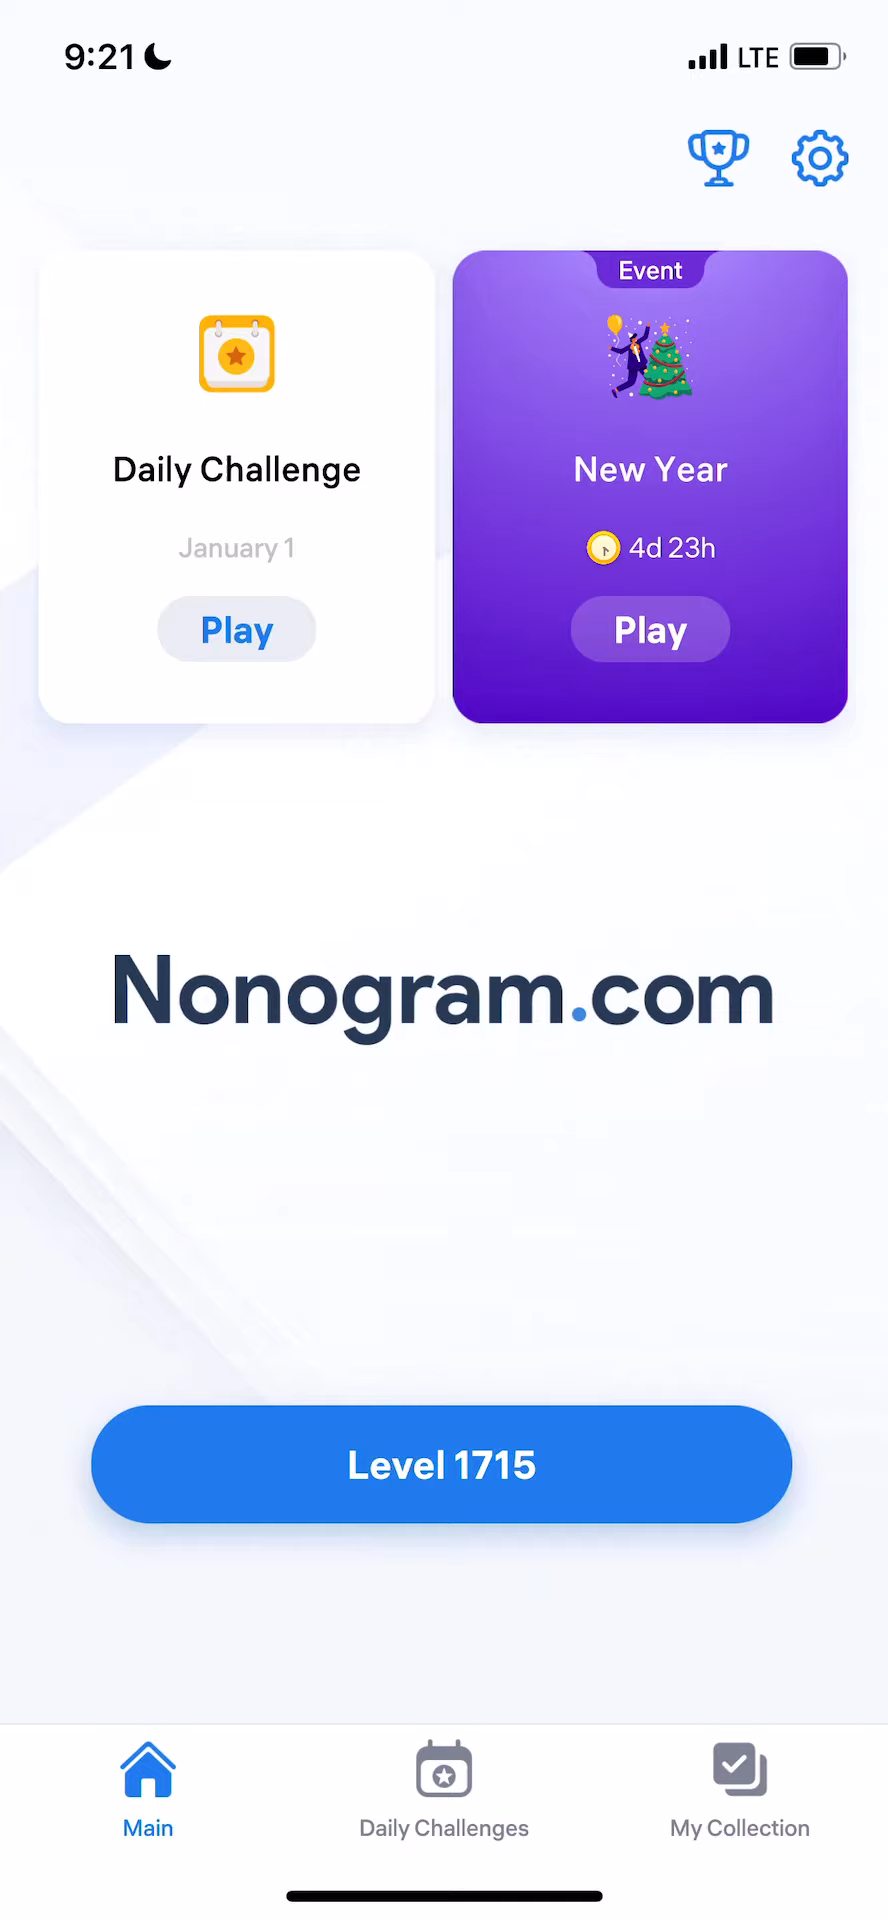 9:21
LTE
Event
Daily Challenge
New Year
January 1
4d 23h
Play
Play
Nonogram.com
Level 1715
Main
Daily Challenges
My Collection